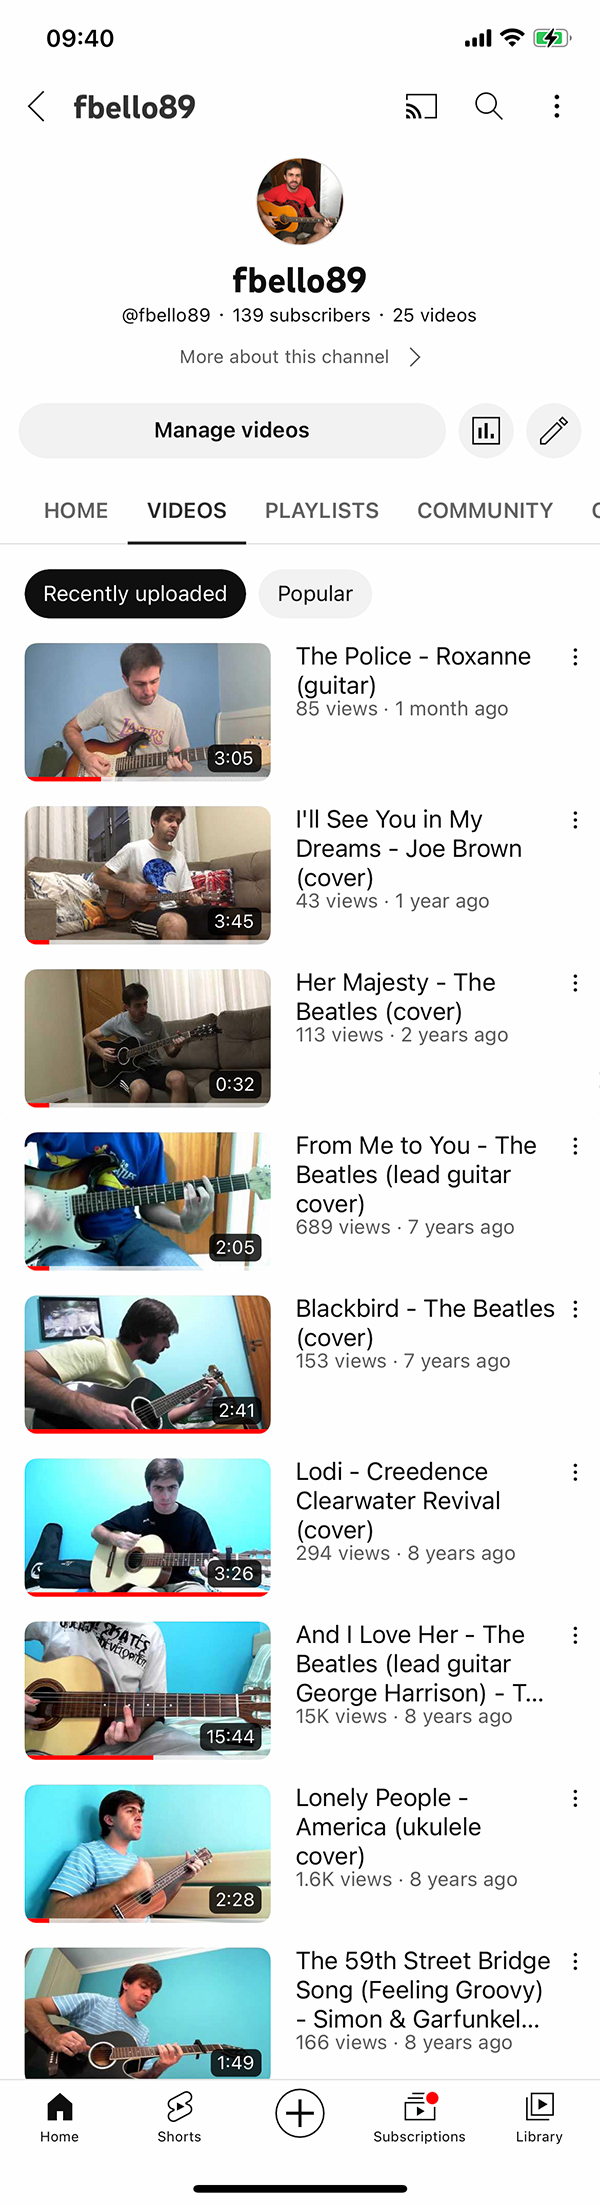 09:40
fbello89
fbello89
@fbello89 · 139 subscribers · 25 videos
More about this channel
Manage videos
HOME VIDEOS PLAYLISTS COMMUNITY
Recently uploaded Popular
The Police - Roxanne
(guitar)
85 views · 1 month ago
3:05
I'll See You in My
Dreams - Joe Brown
(cover)
43 views · 1 year ago
3:45
Her Majesty - The
Beatles (cover)
113 views · 2 years ago
0:32
From Me to You - The
Beatles (lead guitar
cover)
689 views · 7 years ago
2:05
Blackbird - The Beatles
(cover)
153 views · 7 years ago
2:41
Lodi - Creedence
Clearwater Revival
(cover)
294 views · 8 years ago
3:26
And I Love Her - The
Beatles (lead guitar
George Harrison) - T...
15K views · 8 years ago
15:44
Lonely People -
America (ukulele
cover)
1.6K views · 8 years ago
2:28
The 59th Street Bridge
Song (Feeling Groovy)
- Simon & Garfunkel...
166 views · 8 years ago
1:49
Home Shorts Subscriptions Library